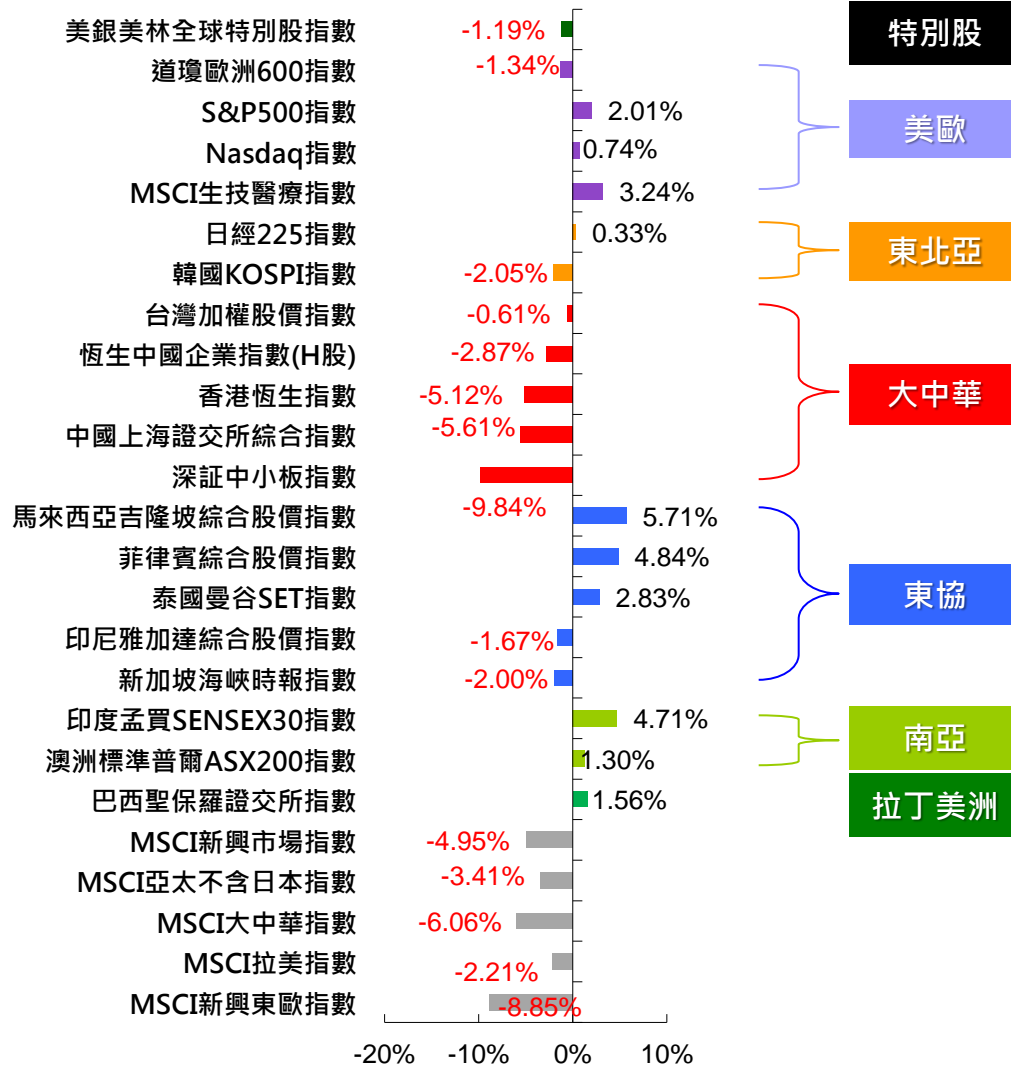 美銀美林全球特別股指數 -1.19% 特別股
道瓊歐洲600指數 -1.34%
S&P500指數 2.01% 美歐
Nasdaq指數 0.74%
MSCI生技醫療指數 3.24%
日經225指數 0.33% 東北亞
韓國KOSPI指數 -2.05%
台灣加權股價指數 -0.61%
恆生中國企業指數(H股) -2.87%
香港恆生指數 -5.12% 大中華
中國上海證交所綜合指數 -5.61%
深証中小板指數 -9.84%
馬來西亞吉隆坡綜合股價指數 5.71%
菲律賓綜合股價指數 4.84%
泰國曼谷SET指數 2.83% 東協
印尼雅加達綜合股價指數 -1.67%
新加坡海峽時報指數 -2.00%
印度孟買SENSEX30指數 4.71% 南亞
澳洲標準普爾ASX200指數 1.30%
巴西聖保羅證交所指數 1.56% 拉丁美洲
MSCI新興市場指數 -4.95%
MSCI亞太不含日本指數 -3.41%
MSCI大中華指數 -6.06%
MSCI拉美指數 -2.21%
MSCI新興東歐指數 -8.85%
-20% -10% 0% 10%